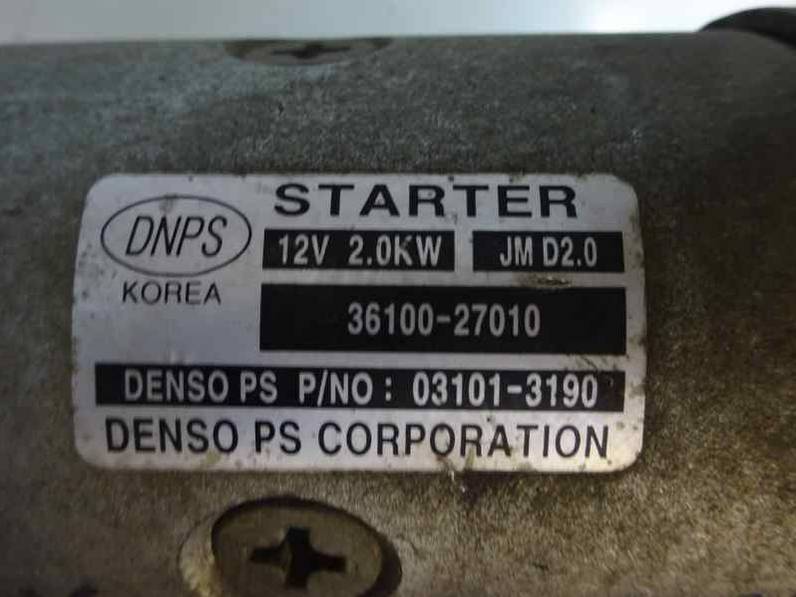 STARTER
DNPS
12V 2.0KW JM D2.0
KOREA
36100-27010
DENSO PS P/NO : 03101-3190
DENSO PS CORPORATION